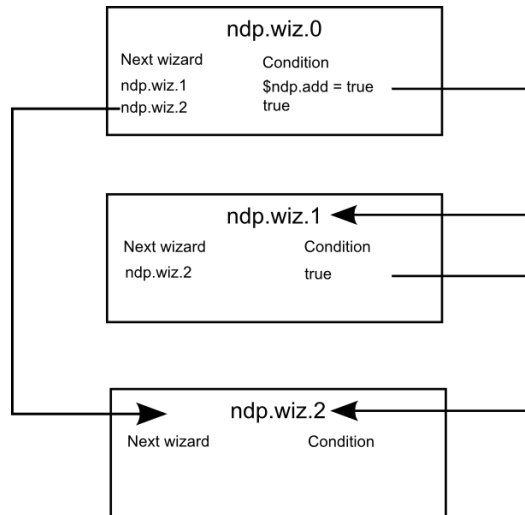 ndp.wiz.0
Next wizard Condition
ndp.wiz.1 $ndp.add = true
ndp.wiz.2 true
ndp.wiz.1
Next wizard Condition
ndp.wiz.2 true
ndp.wiz.2
Next wizard Condition